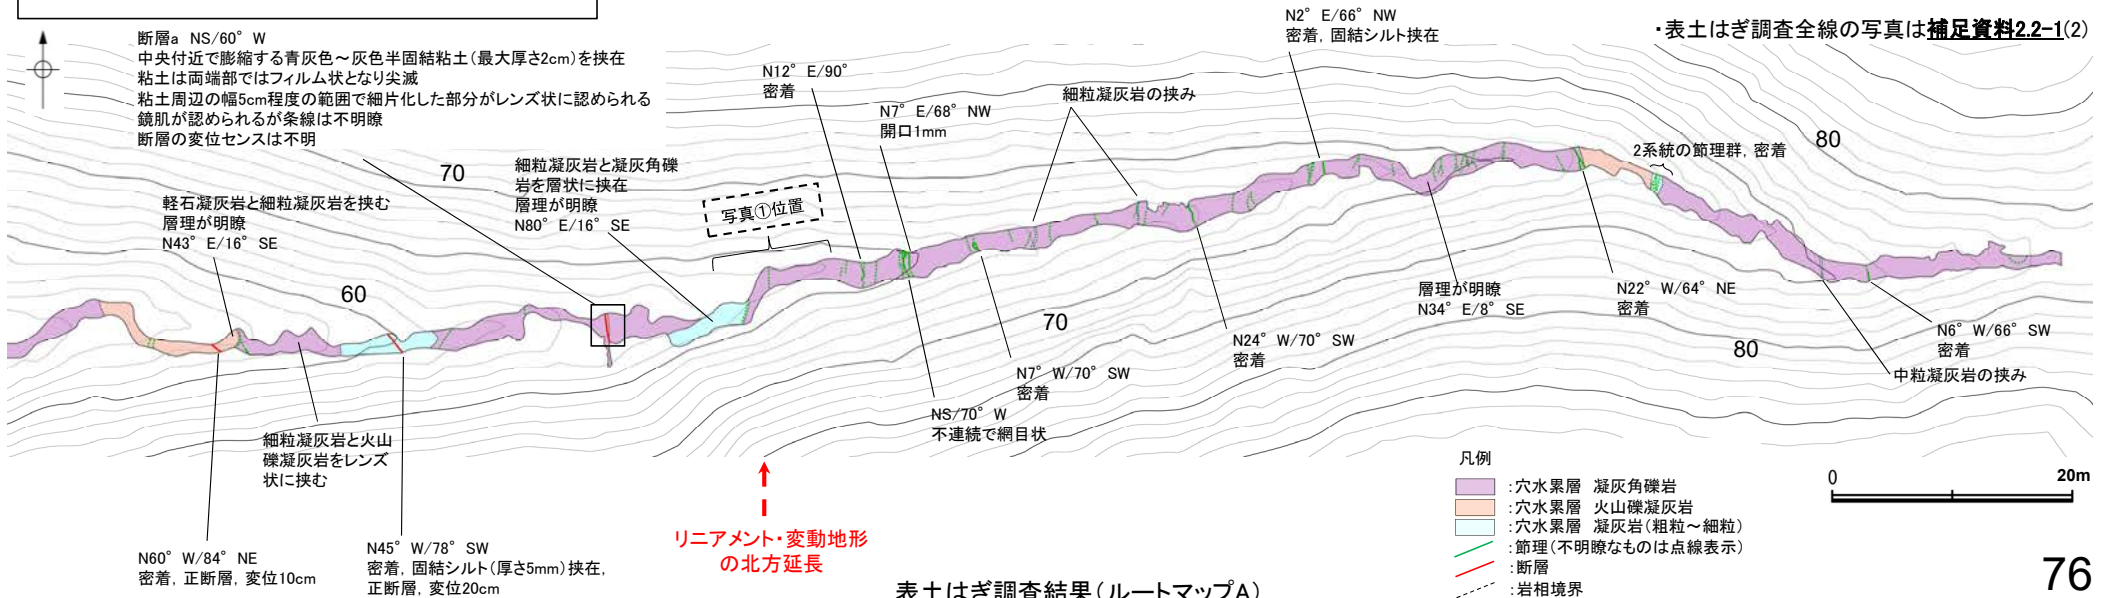 ・表土はぎ調査全線の写真は補足資料2.2-1(2)
断層a NS/60°W
中央付近で膨縮する青灰色～灰色半固結粘土(最大厚さ2cm)を挟在
粘土は両端部ではフィルム状となり尖滅
粘土周辺の幅5cm程度の範囲で細片化した部分がレンズ状に認められる
鏡肌が認められるが条線は不明瞭
断層の変位センスは不明
N2°E/66°NW
密着, 固結シルト挟在
N12°E/90°
密着
N7°E/68°NW
開口1mm
細粒凝灰岩の挟み
2系統の節理群, 密着
80
70
細粒凝灰岩と凝灰角礫
岩を層状に挟在
層理が明瞭
N80°E/16°SE
写真①位置
軽石凝灰岩と細粒凝灰岩を挟む
層理が明瞭
N43°E/16°SE
60
70
80
層理が明瞭
N34°E/8°SE
N22°W/64°NE
密着
N6°W/66°SW
密着
中粒凝灰岩の挟み
N24°W/70°SW
密着
N7°W/70°SW
密着
NS/70°W
不連続で網目状
細粒凝灰岩と火山
礫凝灰岩をレンズ
状に挟む
N60°W/84°NE
密着, 正断層, 変位10cm
N45°W/78°SW
密着, 固結シルト(厚さ5mm)挟在,
正断層, 変位20cm
リニアメント・変動地形
の北方延長
凡例
:穴水累層 凝灰角礫岩
:穴水累層 火山礫凝灰岩
:穴水累層 凝灰岩(粗粒～細粒)
:節理(不明瞭なものは点線表示)
:断層
:岩相境界
0 20m
表土はぎ調査結果(ルートマップA)
76